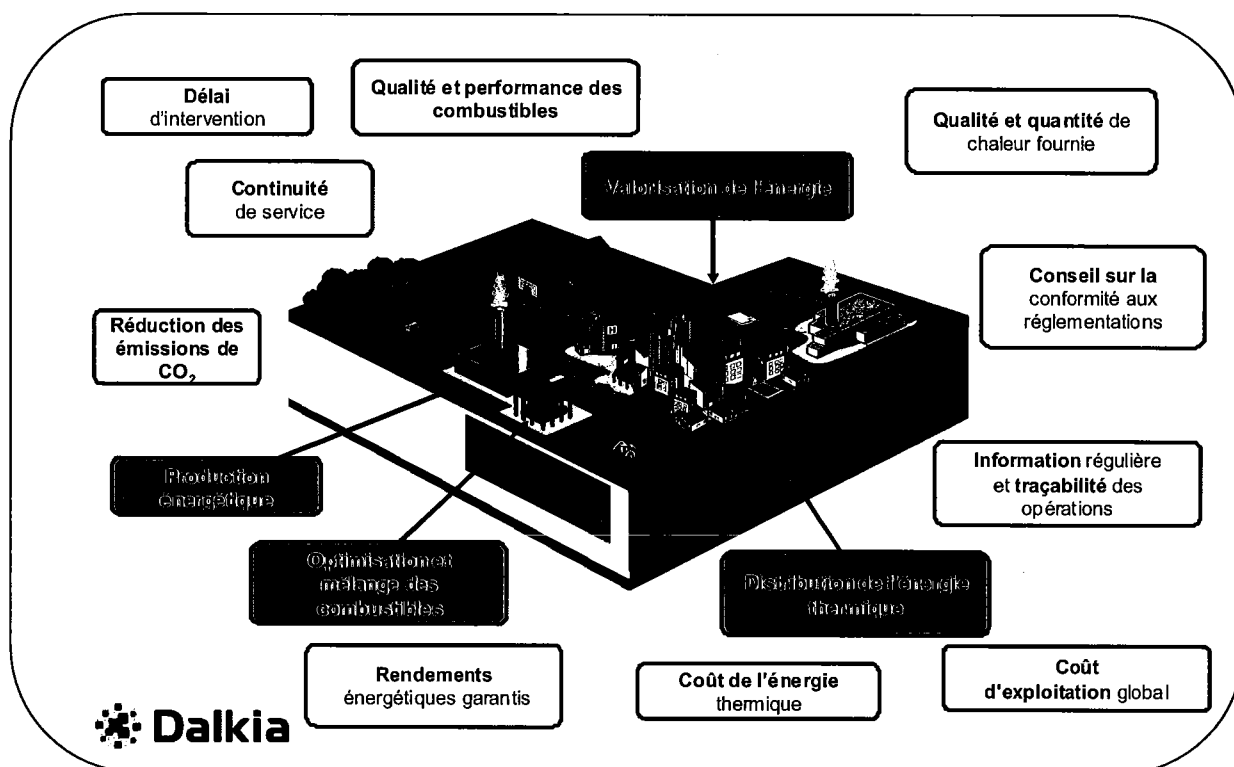 Délai
d'intervention
Qualité et performance des
combustibles
Qualité et quantité de
chaleur fournie
Continuité
de service
Valorisation de l'énergie
Conseil sur la
conformité aux
réglementations
Réduction des
émissions de
CO₂
Production
énergétique
Information régulière
et traçabilité des
opérations
Optimisation et
mélange des
combustibles
Distribution de l'énergie
thermique
Rendements
énergétiques garantis
Coût de l'énergie
thermique
Coût
d'exploitation global
Dalkia